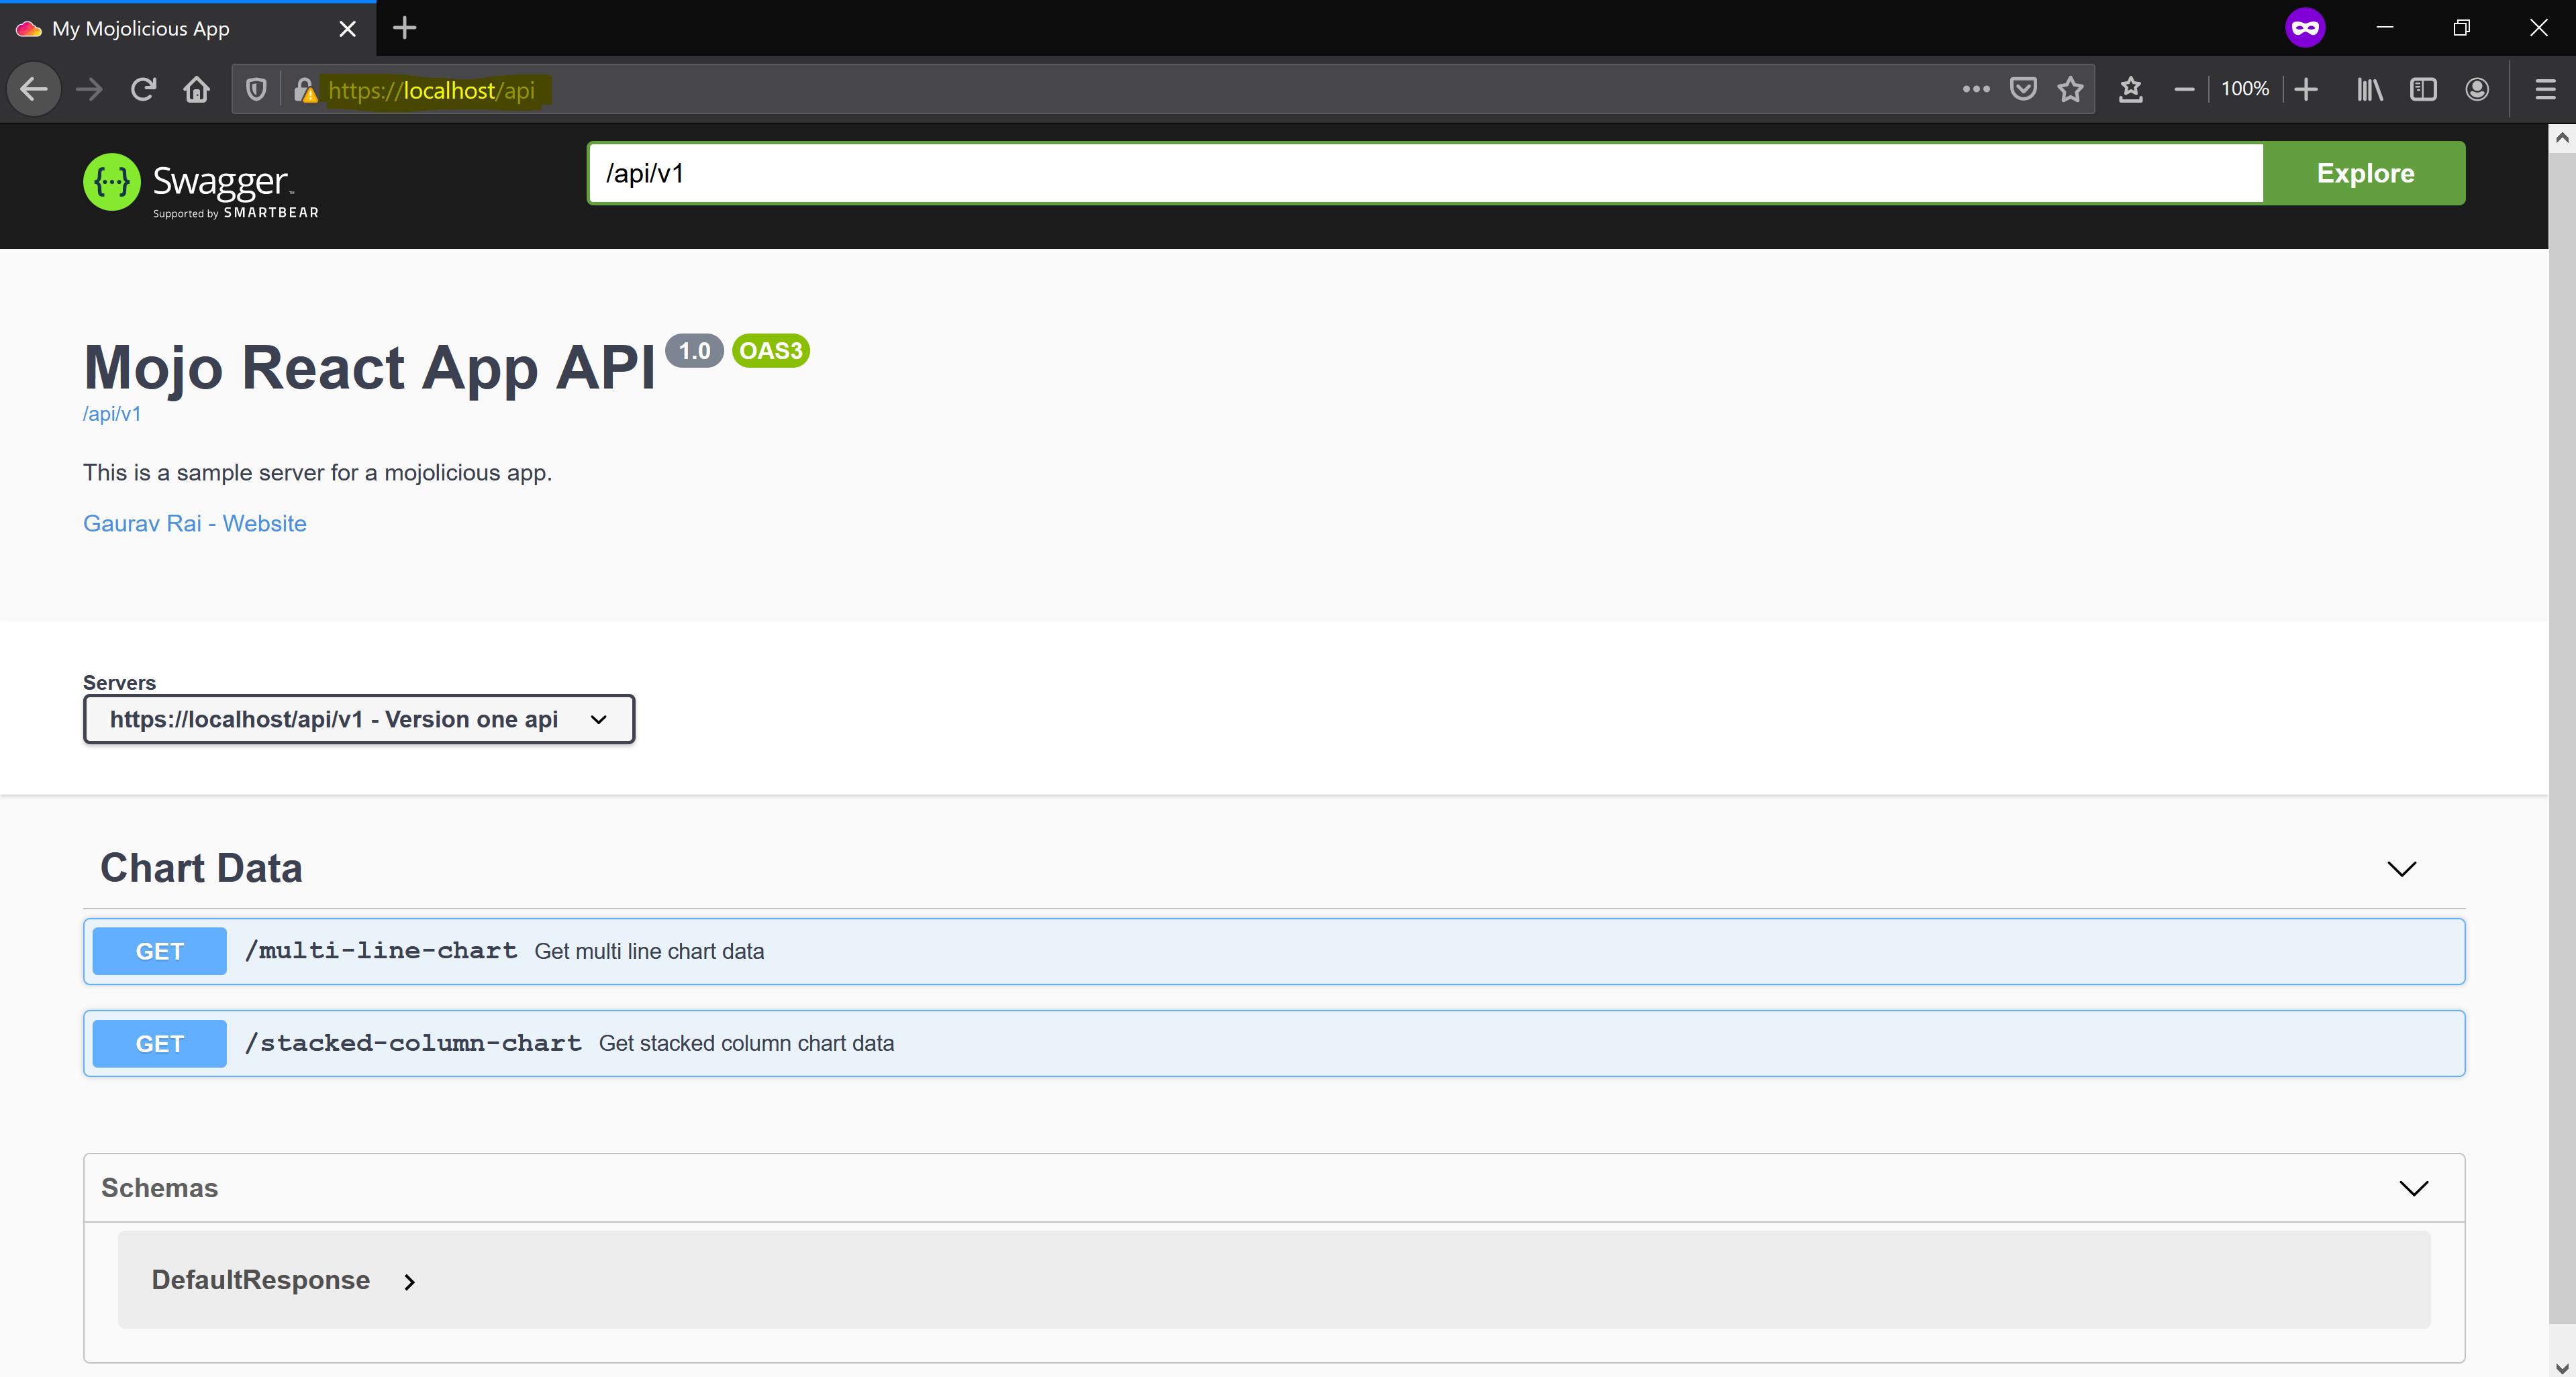 My Mojolicious App
https://localhost/api
100%
Swagger
Supported by SMARTBEAR
/api/v1
Explore
Mojo React App API 1.0 OAS3
/api/v1
This is a sample server for a mojolicious app.
Gaurav Rai - Website
Servers
https://localhost/api/v1 - Version one api
Chart Data
GET /multi-line-chart Get multi line chart data
GET /stacked-column-chart Get stacked column chart data
Schemas
DefaultResponse